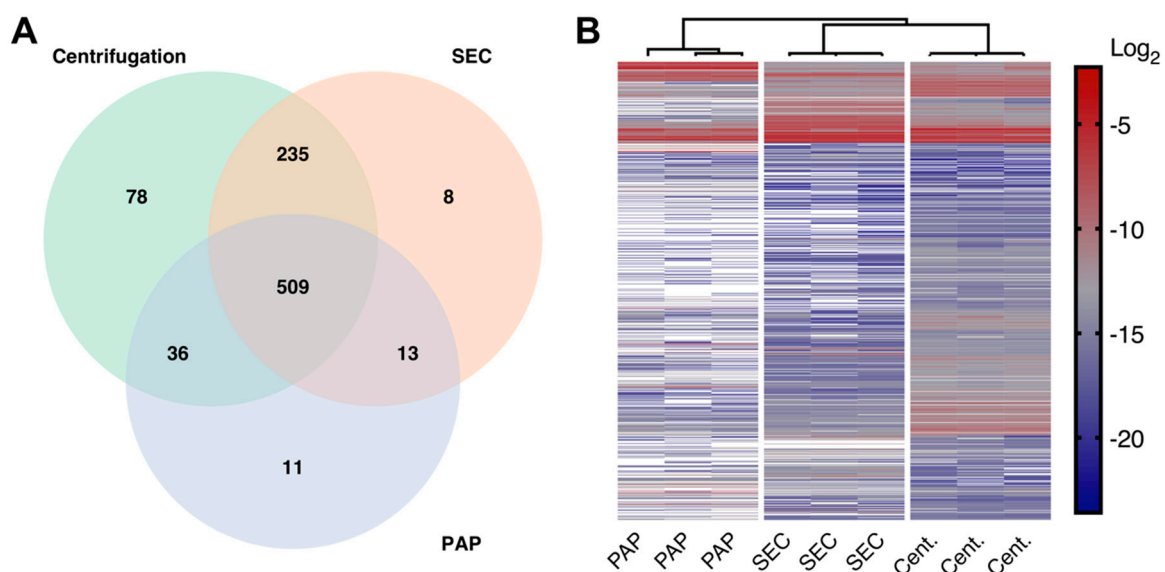 A
Centrifugation
SEC
235
78
8
509
36
13
11
PAP
B
Log2
-5
-10
-15
-20
PAP PAP PAP SEC SEC SEC Cent. Cent. Cent.